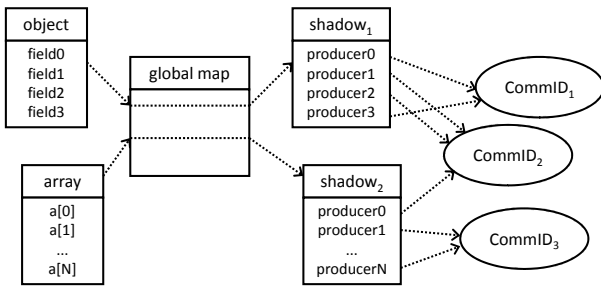 object
field0
field1
field2
field3
global map
shadow₁
producer0
producer1
producer2
producer3
CommID₁
CommID₂
array
a[0]
a[1]
...
a[N]
shadow₂
producer0
producer1
...
producerN
CommID₃